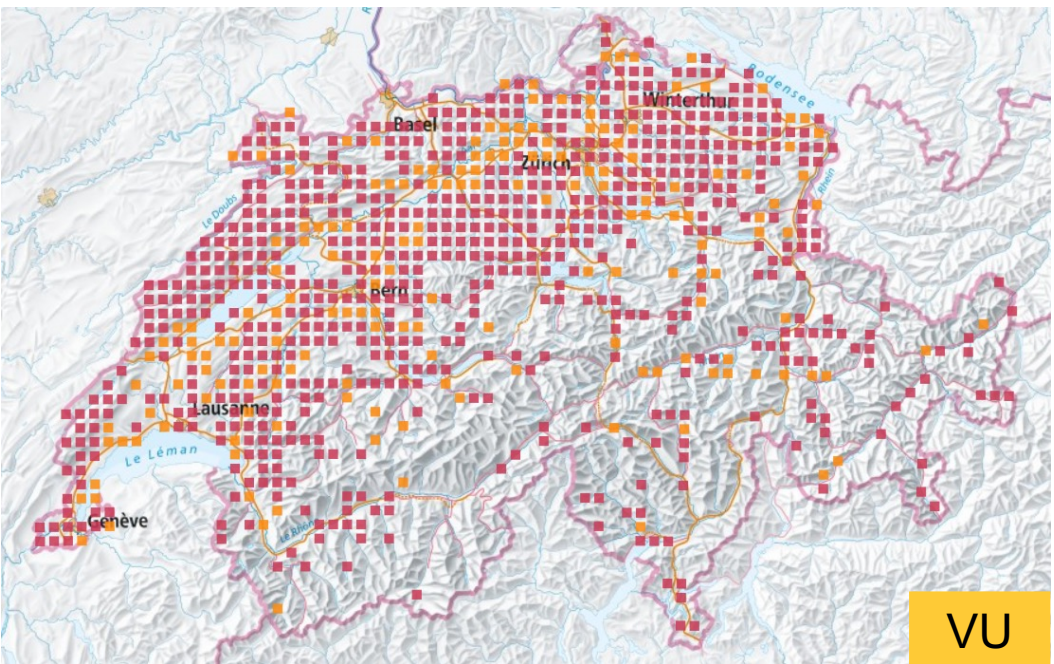 Bodensee
Winterthur
Basel
Zürich
Rhein
Le Doubs
Bern
Lausanne
Le Léman
Genève
Le Rhône
VU